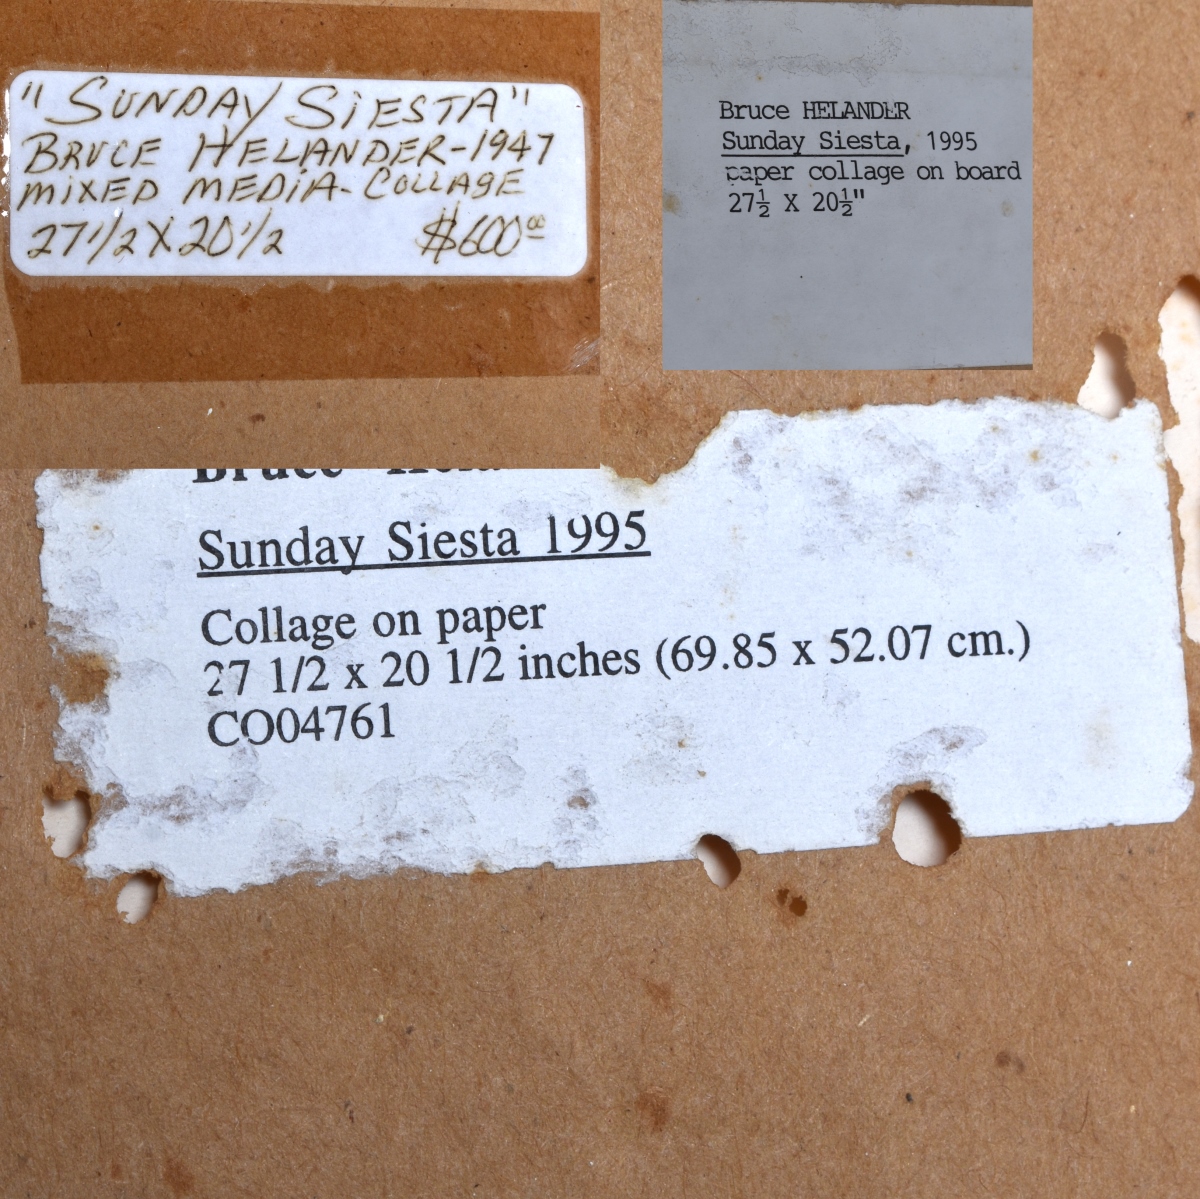 "SUNDAY SIESTA"
BRUCE HELANDER-1947
MIXED MEDIA-COLLAGE
27 1/2 X 20 1/2 $600⁰⁰
Bruce HELANDER
Sunday Siesta, 1995
paper collage on board
27½ X 20½"
Bruce
Sunday Siesta 1995
Collage on paper
27 1/2 x 20 1/2 inches (69.85 x 52.07 cm.)
CO04761